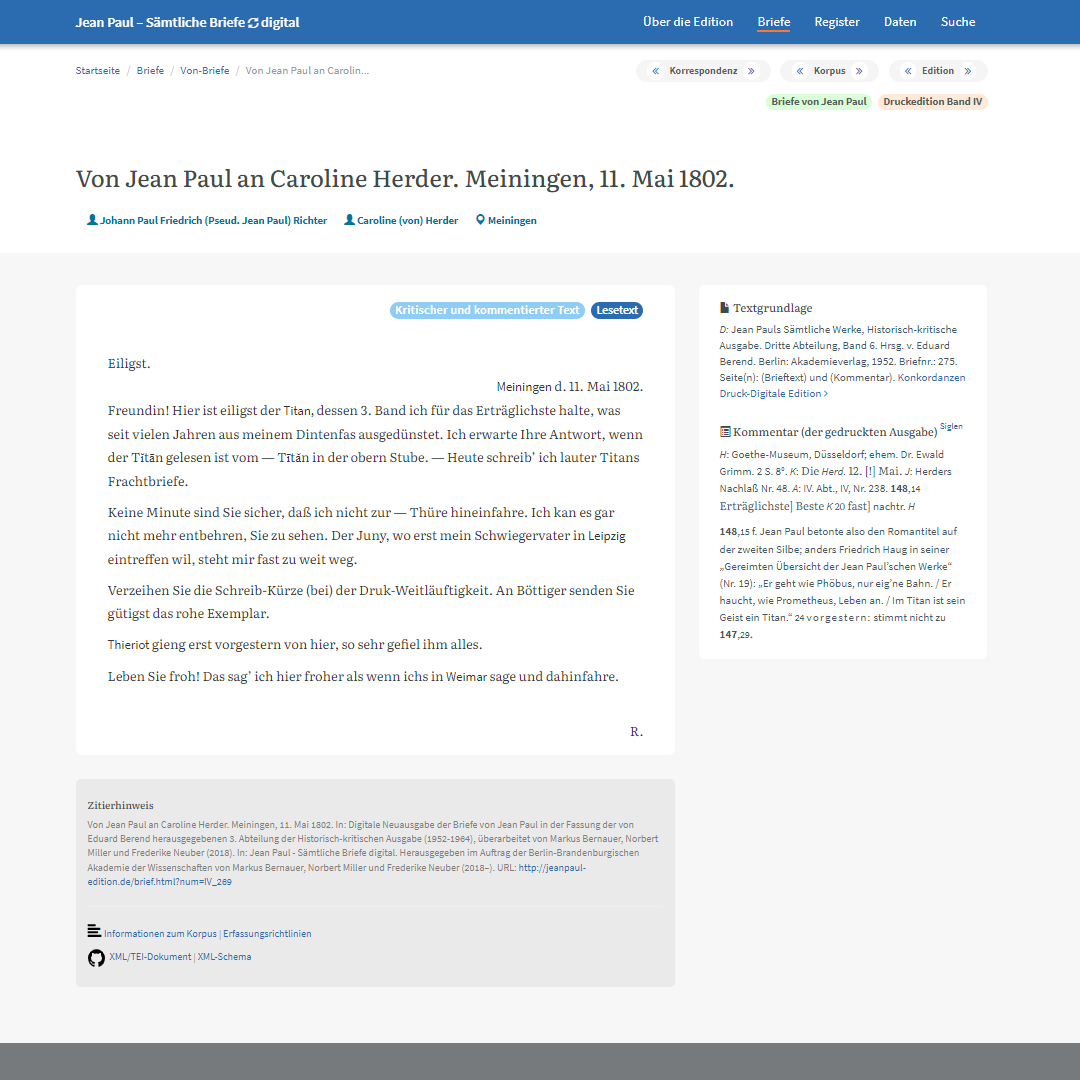 Jean Paul – Sämtliche Briefe digital
Über die Edition Briefe Register Daten Suche
Startseite / Briefe / Von-Briefe / Von Jean Paul an Carolin...
« Korrespondenz » « Korpus » « Edition »
Briefe von Jean Paul Druckedition Band IV
Von Jean Paul an Caroline Herder. Meiningen, 11. Mai 1802.
Johann Paul Friedrich (Pseud. Jean Paul) Richter Caroline (von) Herder Meiningen
Kritischer und kommentierter Text Lesetext
Eiligst.
Meiningen d. 11. Mai 1802.
Freundin! Hier ist eiligst der Titan, dessen 3. Band ich für das Erträglichste halte, was
seit vielen Jahren aus meinem Dintenfas ausgedünstet. Ich erwarte Ihre Antwort, wenn
der Tītān gelesen ist vom — Tītăn in der obern Stube. — Heute schreib’ ich lauter Titans
Frachtbriefe.
Keine Minute sind Sie sicher, daß ich nicht zur — Thüre hineinfahre. Ich kan es gar
nicht mehr entbehren, Sie zu sehen. Der Juny, wo erst mein Schwiegervater in Leipzig
eintreffen wil, steht mir fast zu weit weg.
Verzeihen Sie die Schreib-Kürze (bei) der Druk-Weitläuftigkeit. An Böttiger senden Sie
gütigst das rohe Exemplar.
Thieriot gieng erst vorgestern von hier, so sehr gefiel ihm alles.
Leben Sie froh! Das sag’ ich hier froher als wenn ichs in Weimar sage und dahinfahre.
R.
Textgrundlage
D: Jean Pauls Sämtliche Werke, Historisch-kritische
Ausgabe. Dritte Abteilung, Band 6. Hrsg. v. Eduard
Berend. Berlin: Akademieverlag, 1952. Briefnr.: 275.
Seite(n): (Brieftext) und (Kommentar). Konkordanzen
Druck-Digitale Edition >
Kommentar (der gedruckten Ausgabe) Siglen
H: Goethe-Museum, Düsseldorf; ehem. Dr. Ewald
Grimm. 2 S. 8°. K: Die Herd. 12. [!] Mai. J: Herders
Nachlaß Nr. 48. A: IV. Abt., IV, Nr. 238. 148,14
Erträglichste] Beste K 20 fast] nachtr. H
148,15 f. Jean Paul betonte also den Romantitel auf
der zweiten Silbe; anders Friedrich Haug in seiner
„Gereimten Übersicht der Jean Paul’schen Werke“
(Nr. 19): „Er geht wie Phöbus, nur eig’ne Bahn. / Er
haucht, wie Prometheus, Leben an. / Im Titan ist sein
Geist ein Titan.“ 24 vorgestern: stimmt nicht zu
147,29.
Zitierhinweis
Von Jean Paul an Caroline Herder. Meiningen, 11. Mai 1802. In: Digitale Neuausgabe der Briefe von Jean Paul in der Fassung der von
Eduard Berend herausgegebenen 3. Abteilung der Historisch-kritischen Ausgabe (1952-1964), überarbeitet von Markus Bernauer, Norbert
Miller und Frederike Neuber (2018). In: Jean Paul - Sämtliche Briefe digital. Herausgegeben im Auftrag der Berlin-Brandenburgischen
Akademie der Wissenschaften von Markus Bernauer, Norbert Miller und Frederike Neuber (2018–). URL: http://jeanpaul-
edition.de/brief.html?num=IV_269
Informationen zum Korpus | Erfassungsrichtlinien
XML/TEI-Dokument | XML-Schema